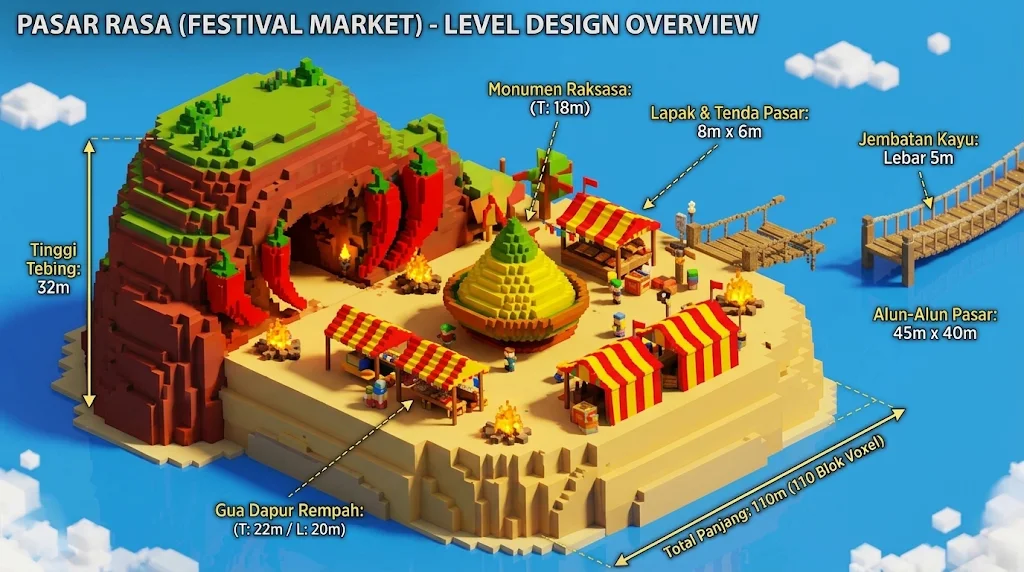 PASAR RASA (FESTIVAL MARKET) - LEVEL DESIGN OVERVIEW
Monumen Raksasa:
(T: 18m)
Lapak & Tenda Pasar:
8m x 6m
Jembatan Kayu:
Lebar 5m
Tinggi
Tebing:
32m
Alun-Alun Pasar:
45m x 40m
Gua Dapur Rempah:
(T: 22m / L: 20m)
Total Panjang: 110m (110 Blok Voxel)